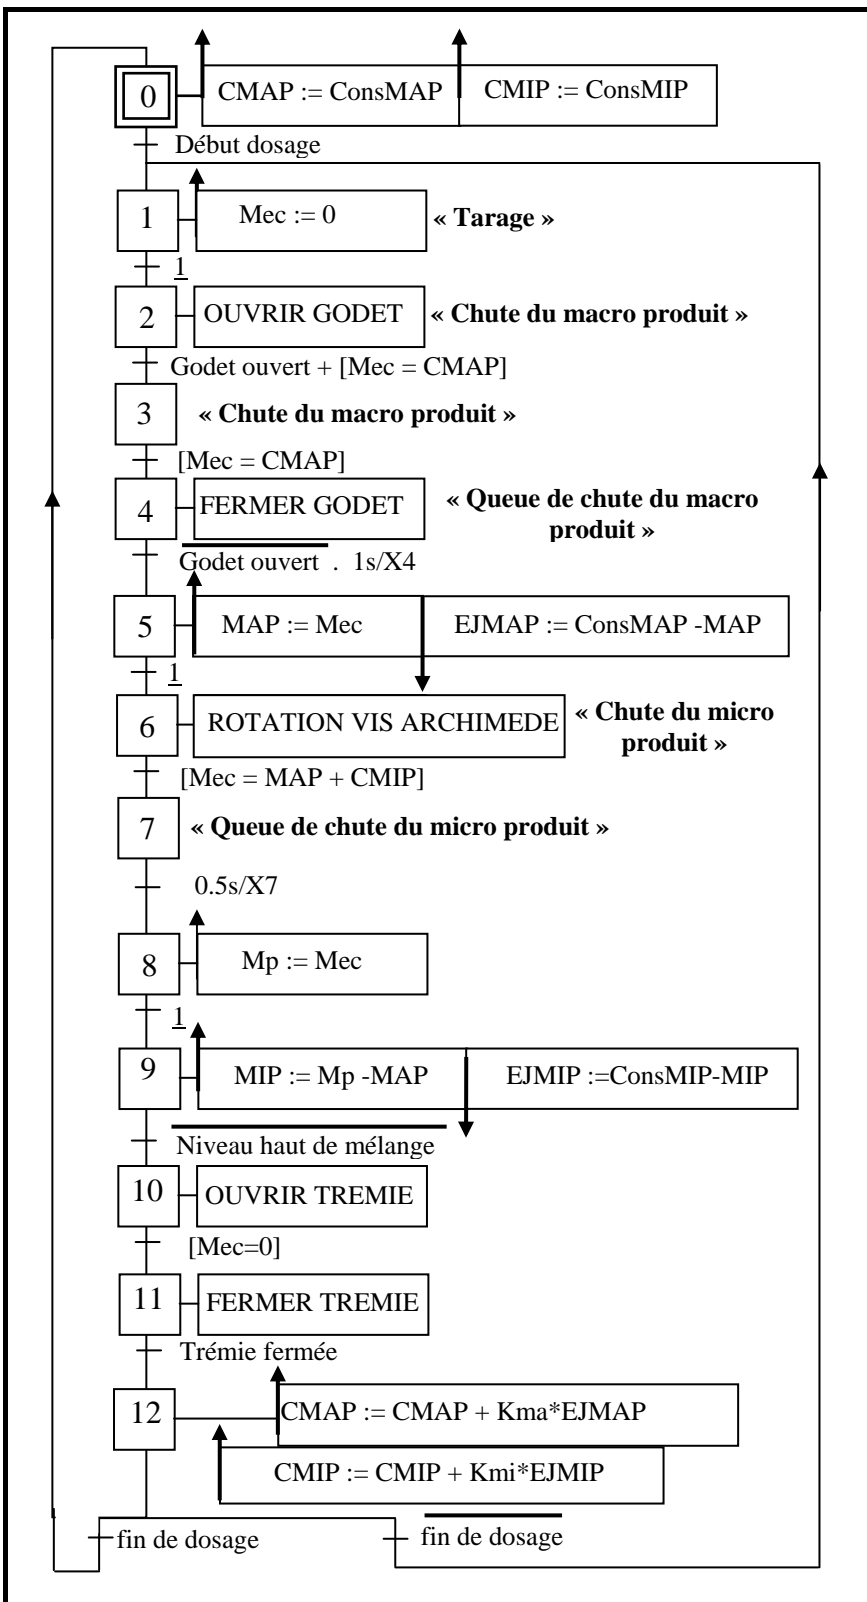 0
CMAP := ConsMAP
CMIP := ConsMIP
Début dosage
1
Mec := 0
« Tarage »
1
2
OUVRIR GODET
« Chute du macro produit »
Godet ouvert + [Mec = CMAP]
3
« Chute du macro produit »
[Mec = CMAP]
4
FERMER GODET
« Queue de chute du macro
produit »
Godet ouvert . 1s/X4
5
MAP := Mec
EJMAP := ConsMAP -MAP
1
6
ROTATION VIS ARCHIMEDE
« Chute du micro
produit »
[Mec = MAP + CMIP]
7
« Queue de chute du micro produit »
0.5s/X7
8
Mp := Mec
1
9
MIP := Mp -MAP
EJMIP :=ConsMIP-MIP
Niveau haut de mélange
10
OUVRIR TREMIE
[Mec=0]
11
FERMER TREMIE
Trémie fermée
12
CMAP := CMAP + Kma*EJMAP
CMIP := CMIP + Kmi*EJMIP
fin de dosage
fin de dosage